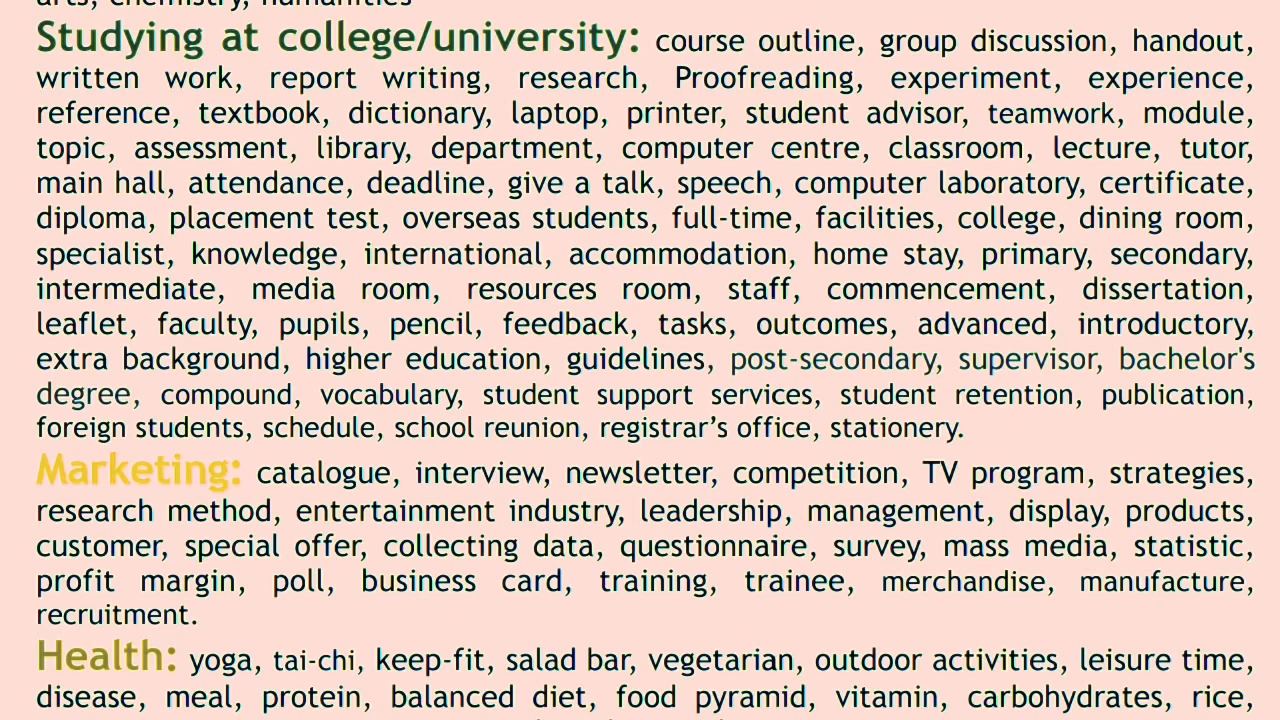 arts, chemistry, humanities
Studying at college/university: course outline, group discussion, handout,
written work, report writing, research, Proofreading, experiment, experience,
reference, textbook, dictionary, laptop, printer, student advisor, teamwork, module,
topic, assessment, library, department, computer centre, classroom, lecture, tutor,
main hall, attendance, deadline, give a talk, speech, computer laboratory, certificate,
diploma, placement test, overseas students, full-time, facilities, college, dining room,
specialist, knowledge, international, accommodation, home stay, primary, secondary,
intermediate, media room, resources room, staff, commencement, dissertation,
leaflet, faculty, pupils, pencil, feedback, tasks, outcomes, advanced, introductory,
extra background, higher education, guidelines, post-secondary, supervisor, bachelor's
degree, compound, vocabulary, student support services, student retention, publication,
foreign students, schedule, school reunion, registrar’s office, stationery.
Marketing: catalogue, interview, newsletter, competition, TV program, strategies,
research method, entertainment industry, leadership, management, display, products,
customer, special offer, collecting data, questionnaire, survey, mass media, statistic,
profit margin, poll, business card, training, trainee, merchandise, manufacture,
recruitment.
Health: yoga, tai-chi, keep-fit, salad bar, vegetarian, outdoor activities, leisure time,
disease, meal, protein, balanced diet, food pyramid, vitamin, carbohydrates, rice,